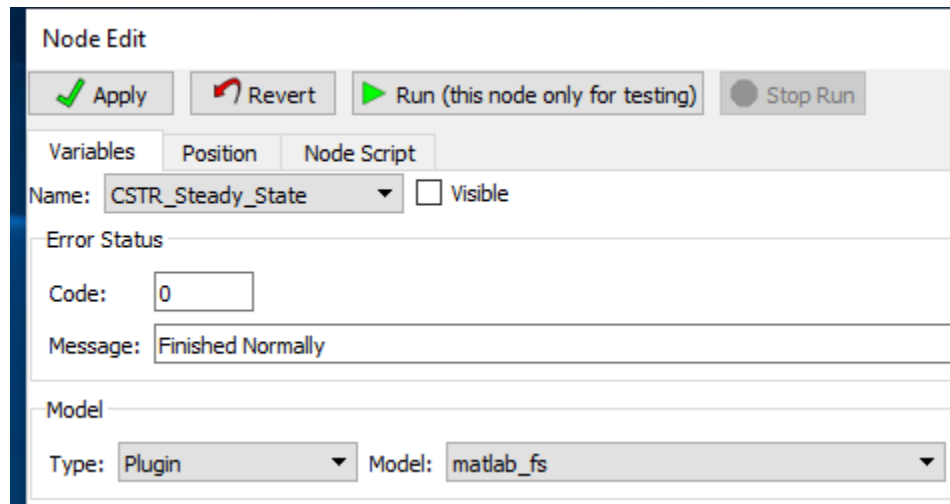 Node Edit
Apply Revert Run (this node only for testing) Stop Run
Variables Position Node Script
Name: CSTR_Steady_State Visible
Error Status
Code: 0
Message: Finished Normally
Model
Type: Plugin Model: matlab_fs